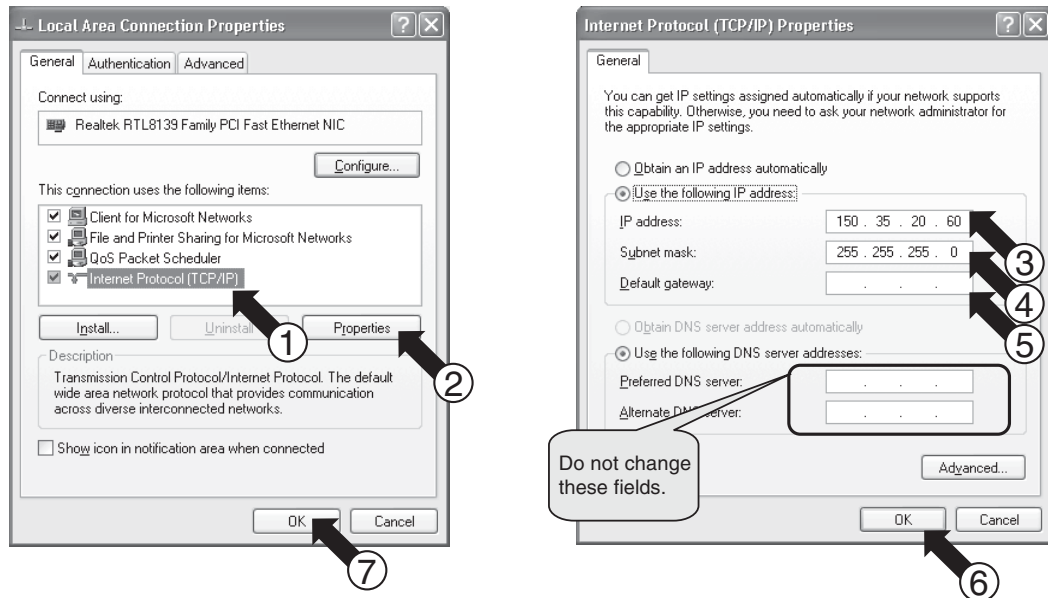 Local Area Connection Properties
General Authentication Advanced
Connect using:
Realtek RTL8139 Family PCI Fast Ethernet NIC
Configure...
This connection uses the following items:
Client for Microsoft Networks
File and Printer Sharing for Microsoft Networks
QoS Packet Scheduler
Internet Protocol (TCP/IP)
1
Install... Uninstall Properties
2
Description
Transmission Control Protocol/Internet Protocol. The default
wide area network protocol that provides communication
across diverse interconnected networks.
Show icon in notification area when connected
OK Cancel
7
Internet Protocol (TCP/IP) Properties
General
You can get IP settings assigned automatically if your network supports
this capability. Otherwise, you need to ask your network administrator for
the appropriate IP settings.
Obtain an IP address automatically
Use the following IP address:
IP address: 150 . 35 . 20 . 60
3
Subnet mask: 255 . 255 . 255 . 0
4
Default gateway: . . .
5
Obtain DNS server address automatically
Use the following DNS server addresses:
Preferred DNS server: . . .
Alternate DNS server: . . .
Do not change
these fields.
Advanced...
OK Cancel
6